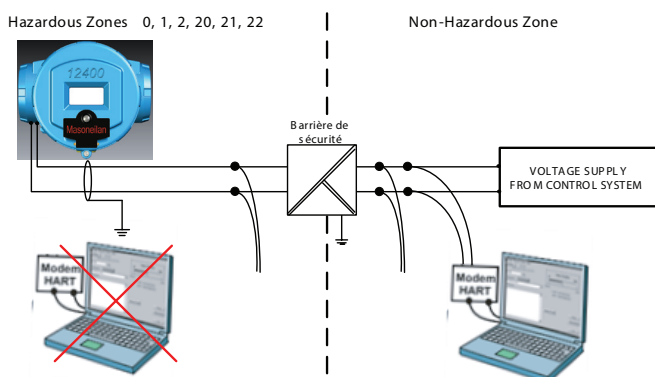 Hazardous Zones 0, 1, 2, 20, 21, 22
Non-Hazardous Zone
12400
Masoneilan
Barrière de
sécurité
VOLTAGE SUPPLY
FROM CONTROL SYSTEM
Modem
HART
Modem
HART